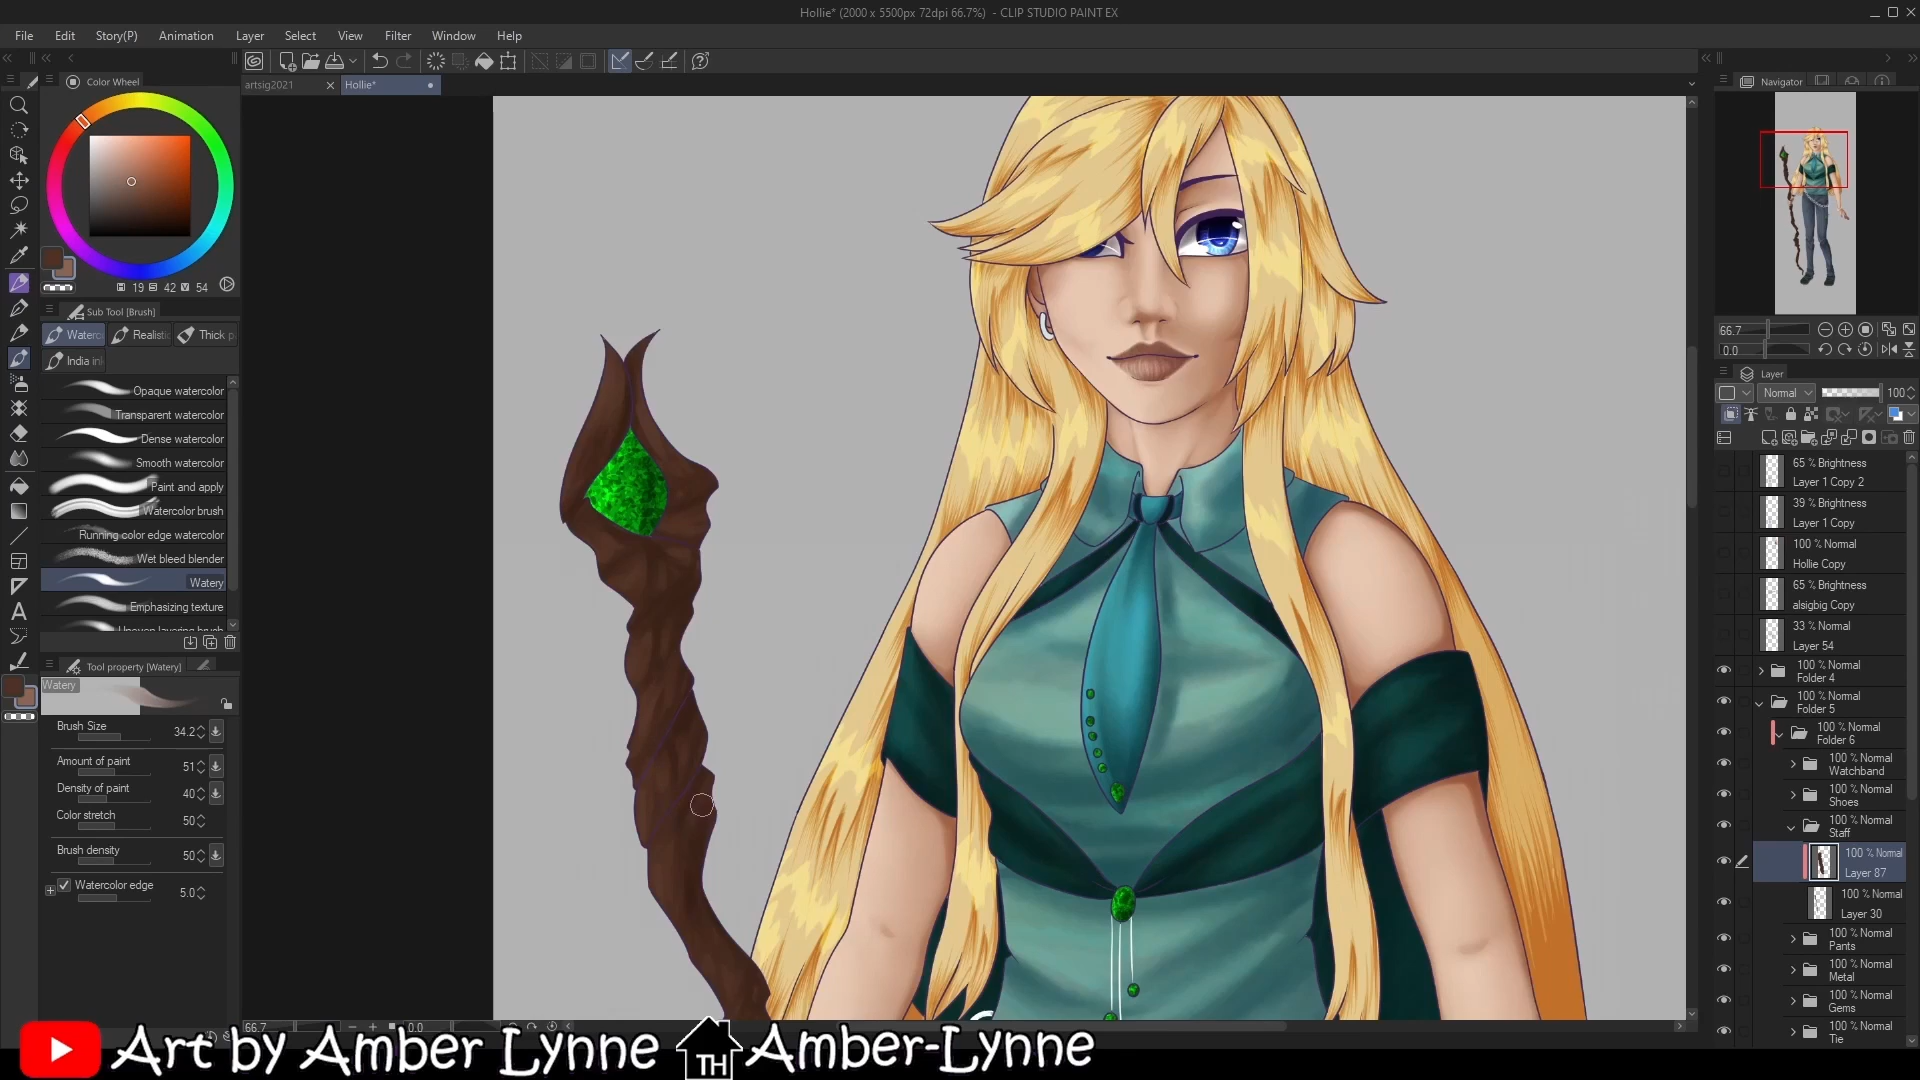 Hollie* (2000 x 5500px 72dpi 66.7%) - CLIP STUDIO PAINT EX
File Edit Story(P) Animation Layer Select View Filter Window Help
Color Wheel
artsig2021
Hollie*
Navigator
19 42 54
Sub Tool [Brush]
Waterc
Realistic
Thick p
India in
Opaque watercolor
Transparent watercolor
Dense watercolor
Smooth watercolor
Paint and apply
Watercolor brush
Running color edge watercolor
Wet bleed blender
Watery
Emphasizing texture
Tool property [Watery]
Watery
Brush Size 34.2
Amount of paint 51
Density of paint 40
Color stretch 50
Brush density 50
Watercolor edge 5.0
66.7
0.0
Layer
Normal 100
65 % Brightness
Layer 1 Copy 2
39 % Brightness
Layer 1 Copy
100 % Normal
Hollie Copy
65 % Brightness
alsigbig Copy
33 % Normal
Layer 54
100 % Normal
Folder 4
100 % Normal
Folder 5
100 % Normal
Folder 6
100 % Normal
Watchband
100 % Normal
Shoes
100 % Normal
Staff
100 % Normal
Layer 87
100 % Normal
Layer 30
100 % Normal
Pants
100 % Normal
Metal
100 % Normal
Gems
100 % Normal
Tie
66.7 0.0
Art by Amber Lynne TH Amber-Lynne